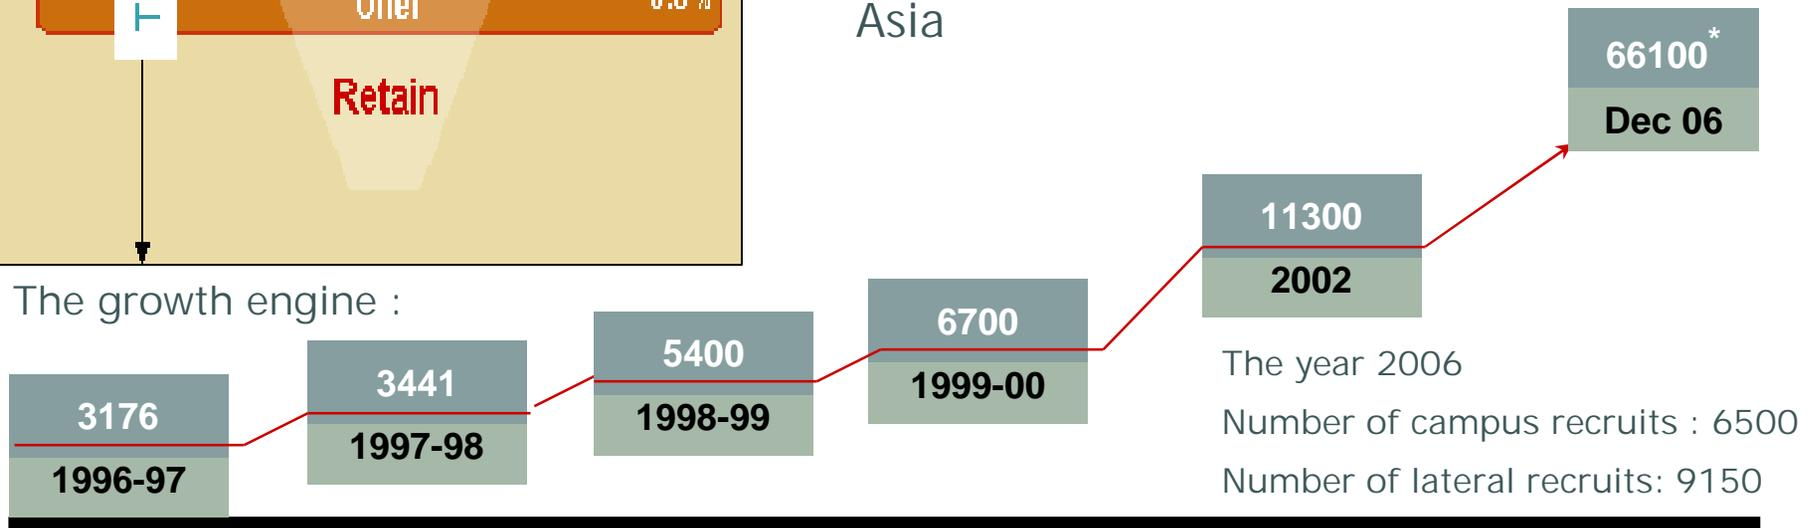 Asia
Retain
The growth engine :
3176
1996-97
3441
1997-98
5400
1998-99
6700
1999-00
11300
2002
66100*
Dec 06
The year 2006
Number of campus recruits : 6500
Number of lateral recruits: 9150